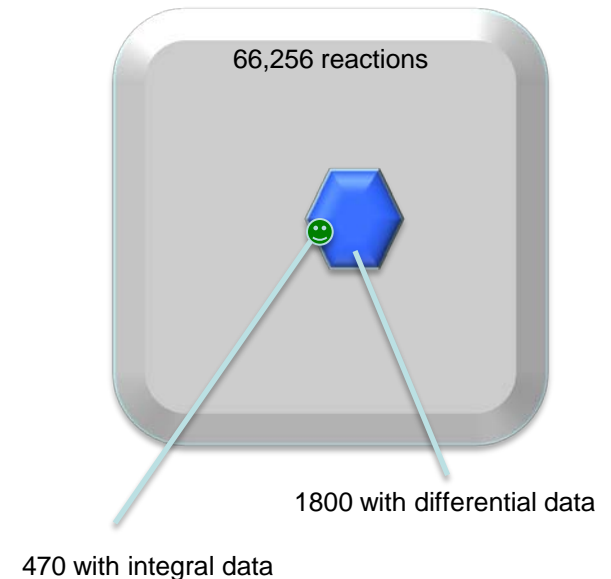 66,256 reactions
1800 with differential data
470 with integral data